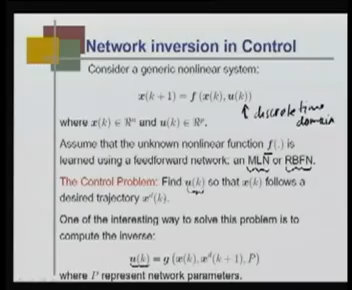 Network inversion in Control
Consider a generic nonlinear system:
x(k + 1) = f (x(k), u(k))
↑ discrete time
domain
where x(k) ∈ ℝⁿ and u(k) ∈ ℝᵖ.
Assume that the unknown nonlinear function f(.) is
learned using a feedforward network: an MLN or RBFN.
The Control Problem: Find u(k) so that x(k) follows a
desired trajectory xᵈ(k).
One of the interesting way to solve this problem is to
compute the inverse:
u(k) = g (x(k), xᵈ(k + 1), P)
where P represent network parameters.